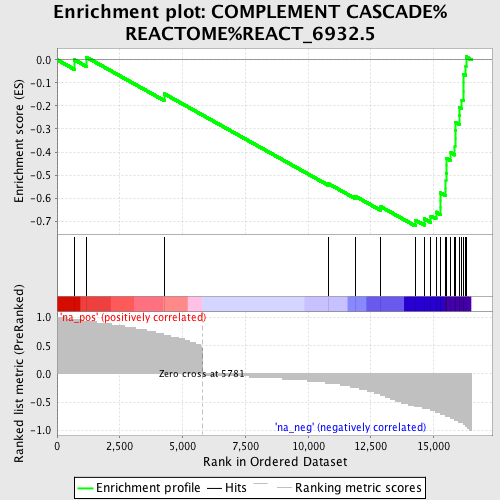 Enrichment plot: COMPLEMENT CASCADE%
REACTOME%REACT_6932.5
Enrichment score (ES)
0.0
-0.1
-0.2
-0.3
-0.4
-0.5
-0.6
-0.7
'na_pos' (positively correlated)
Ranked list metric (PreRanked)
1.0
0.5
0.0
-0.5
-1.0
Zero cross at 5781
'na_neg' (negatively correlated)
0
2,500
5,000
7,500
10,000
12,500
15,000
Rank in Ordered Dataset
Enrichment profile
Hits
Ranking metric scores